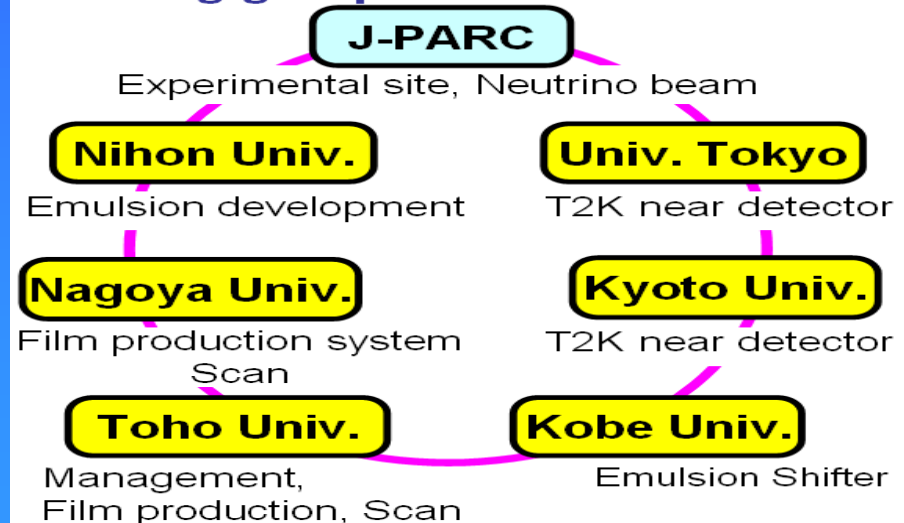 J-PARC
Experimental site, Neutrino beam
Nihon Univ.
Emulsion development
Univ. Tokyo
T2K near detector
Nagoya Univ.
Film production system
Scan
Kyoto Univ.
T2K near detector
Toho Univ.
Management,
Film production, Scan
Kobe Univ.
Emulsion Shifter